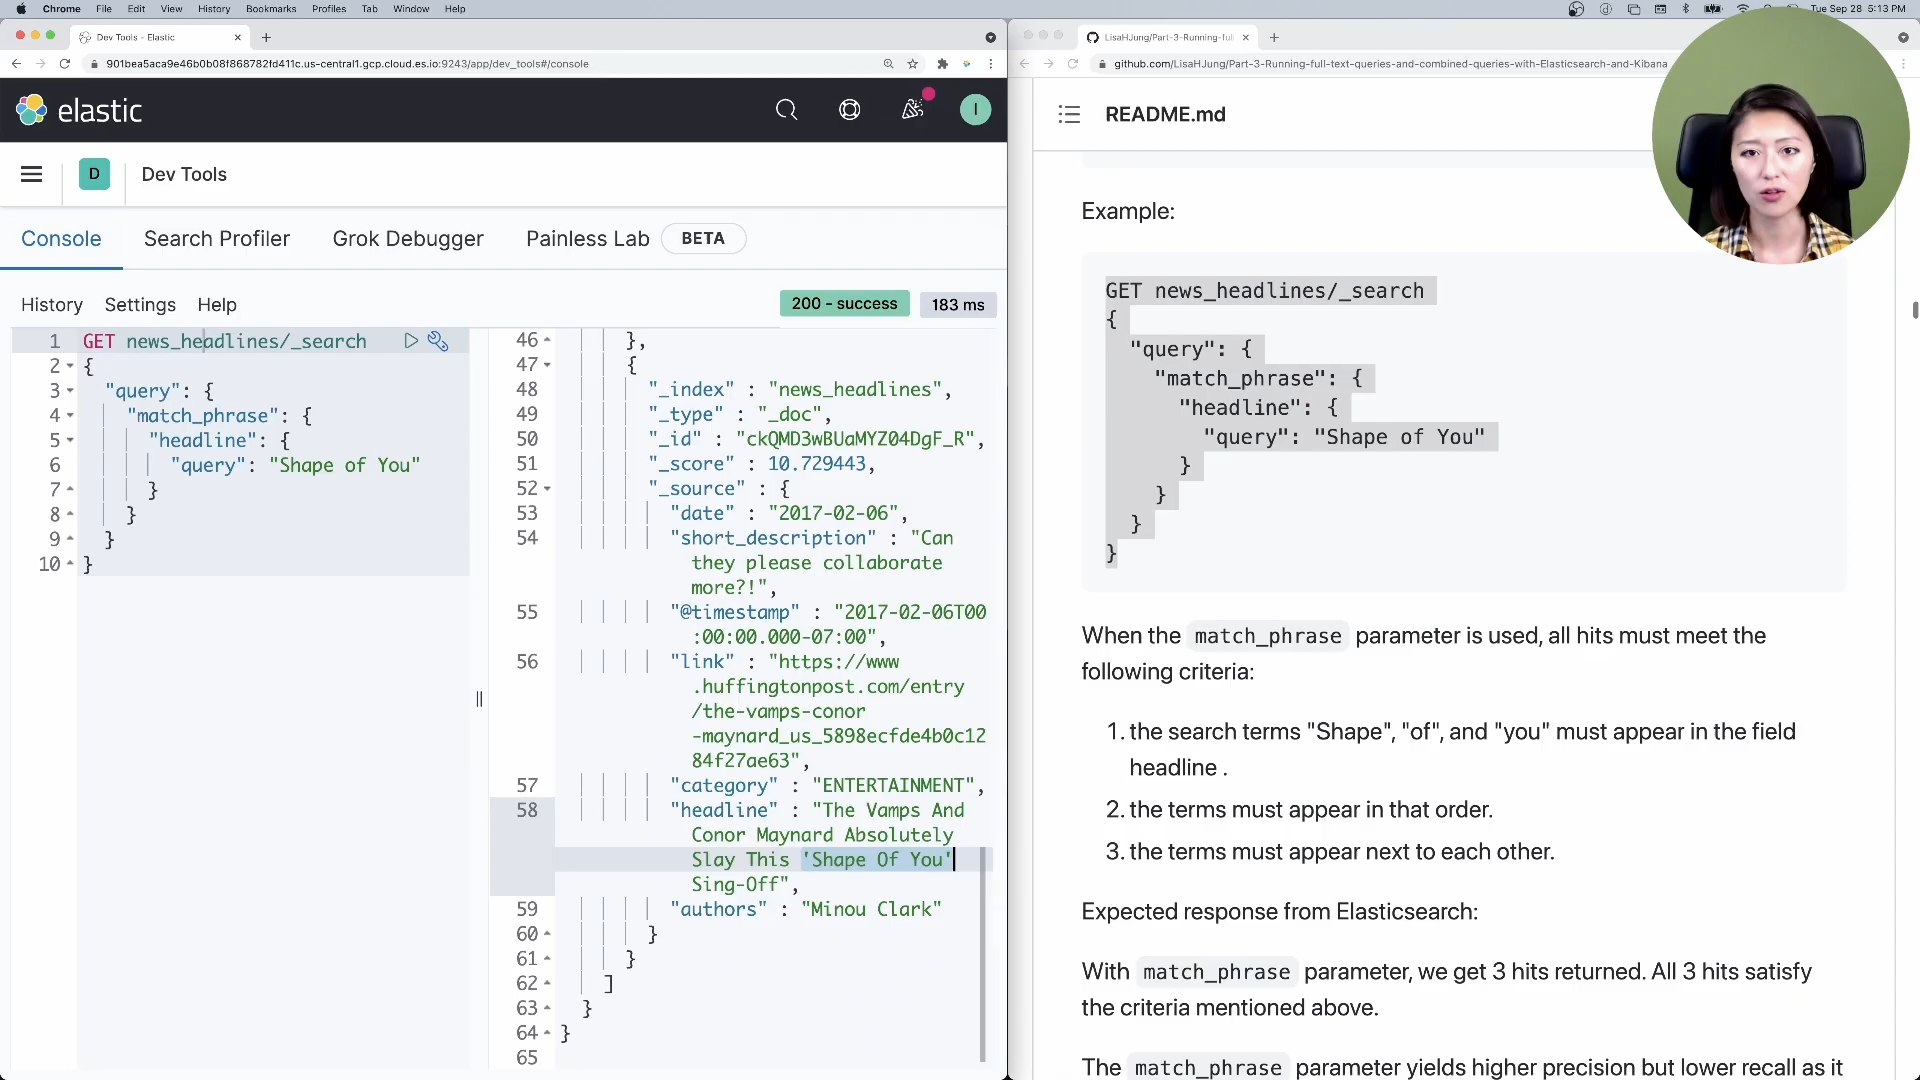 Chrome File Edit View History Bookmarks Profiles Tab Window Help
Tue Sep 28 5:13 PM
Dev Tools - Elastic
901bea5aca9e46b0b08f868782fd411c.us-central1.gcp.cloud.es.io:9243/app/dev_tools#/console
elastic
I
D
Dev Tools
Console Search Profiler Grok Debugger Painless Lab BETA
History Settings Help
200 - success 183 ms
1 GET news_headlines/_search
2 {
3 "query": {
4 "match_phrase": {
5 "headline": {
6 "query": "Shape of You"
7 }
8 }
9 }
10 }
46 },
47 {
48 "_index" : "news_headlines",
49 "_type" : "_doc",
50 "_id" : "ckQMD3wBUaMYZ04DgF_R",
51 "_score" : 10.729443,
52 "_source" : {
53 "date" : "2017-02-06",
54 "short_description" : "Can
they please collaborate
more?!",
55 "@timestamp" : "2017-02-06T00
:00:00.000-07:00",
56 "link" : "https://www
.huffingtonpost.com/entry
/the-vamps-conor
-maynard_us_5898ecfde4b0c12
84f27ae63",
57 "category" : "ENTERTAINMENT",
58 "headline" : "The Vamps And
Conor Maynard Absolutely
Slay This 'Shape Of You'
Sing-Off",
59 "authors" : "Minou Clark"
60 }
61 }
62 ]
63 }
64 }
65
LisaHJung/Part-3-Running-full
github.com/LisaHJung/Part-3-Running-full-text-queries-and-combined-queries-with-Elasticsearch-and-Kibana
README.md
Example:
GET news_headlines/_search
{
"query": {
"match_phrase": {
"headline": {
"query": "Shape of You"
}
}
}
}
When the match_phrase parameter is used, all hits must meet the
following criteria:
1. the search terms "Shape", "of", and "you" must appear in the field
headline .
2. the terms must appear in that order.
3. the terms must appear next to each other.
Expected response from Elasticsearch:
With match_phrase parameter, we get 3 hits returned. All 3 hits satisfy
the criteria mentioned above.
The match_phrase parameter yields higher precision but lower recall as it